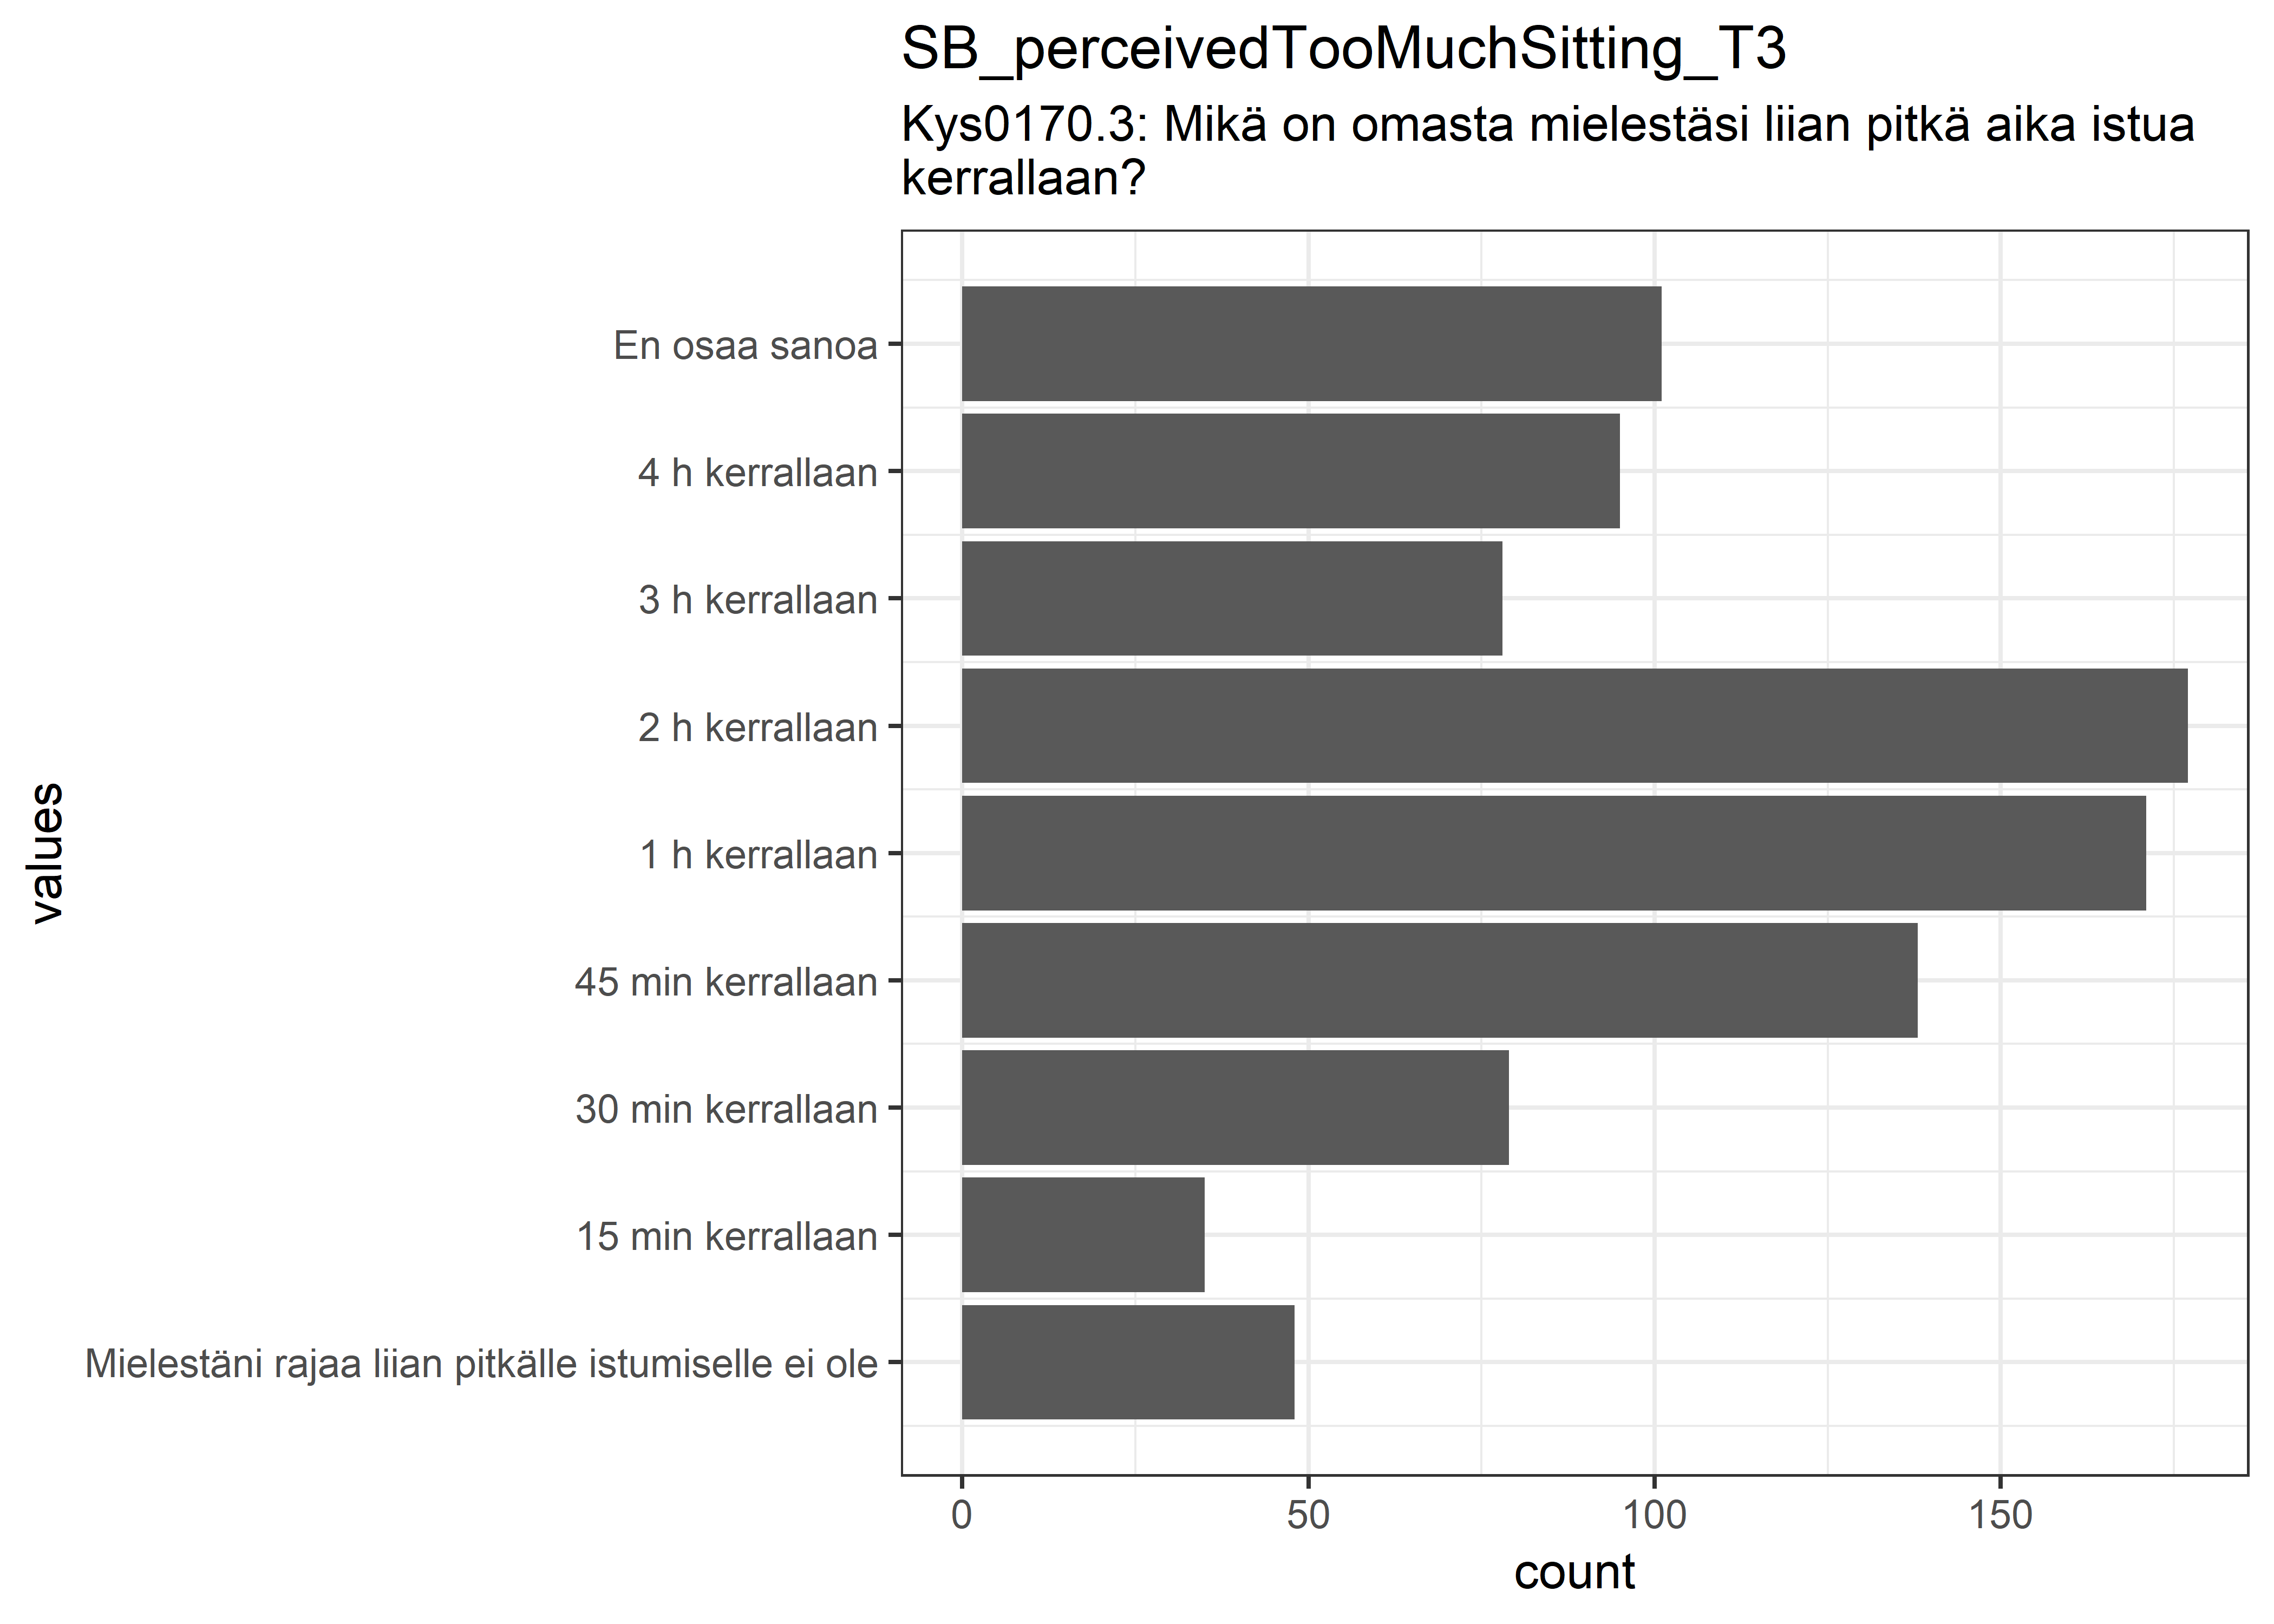 SB_perceivedTooMuchSitting_T3
Kys0170.3: Mikä on omasta mielestäsi liian pitkä aika istua
kerrallaan?
values
En osaa sanoa
4 h kerrallaan
3 h kerrallaan
2 h kerrallaan
1 h kerrallaan
45 min kerrallaan
30 min kerrallaan
15 min kerrallaan
Mielestäni rajaa liian pitkälle istumiselle ei ole
0 50 100 150
count